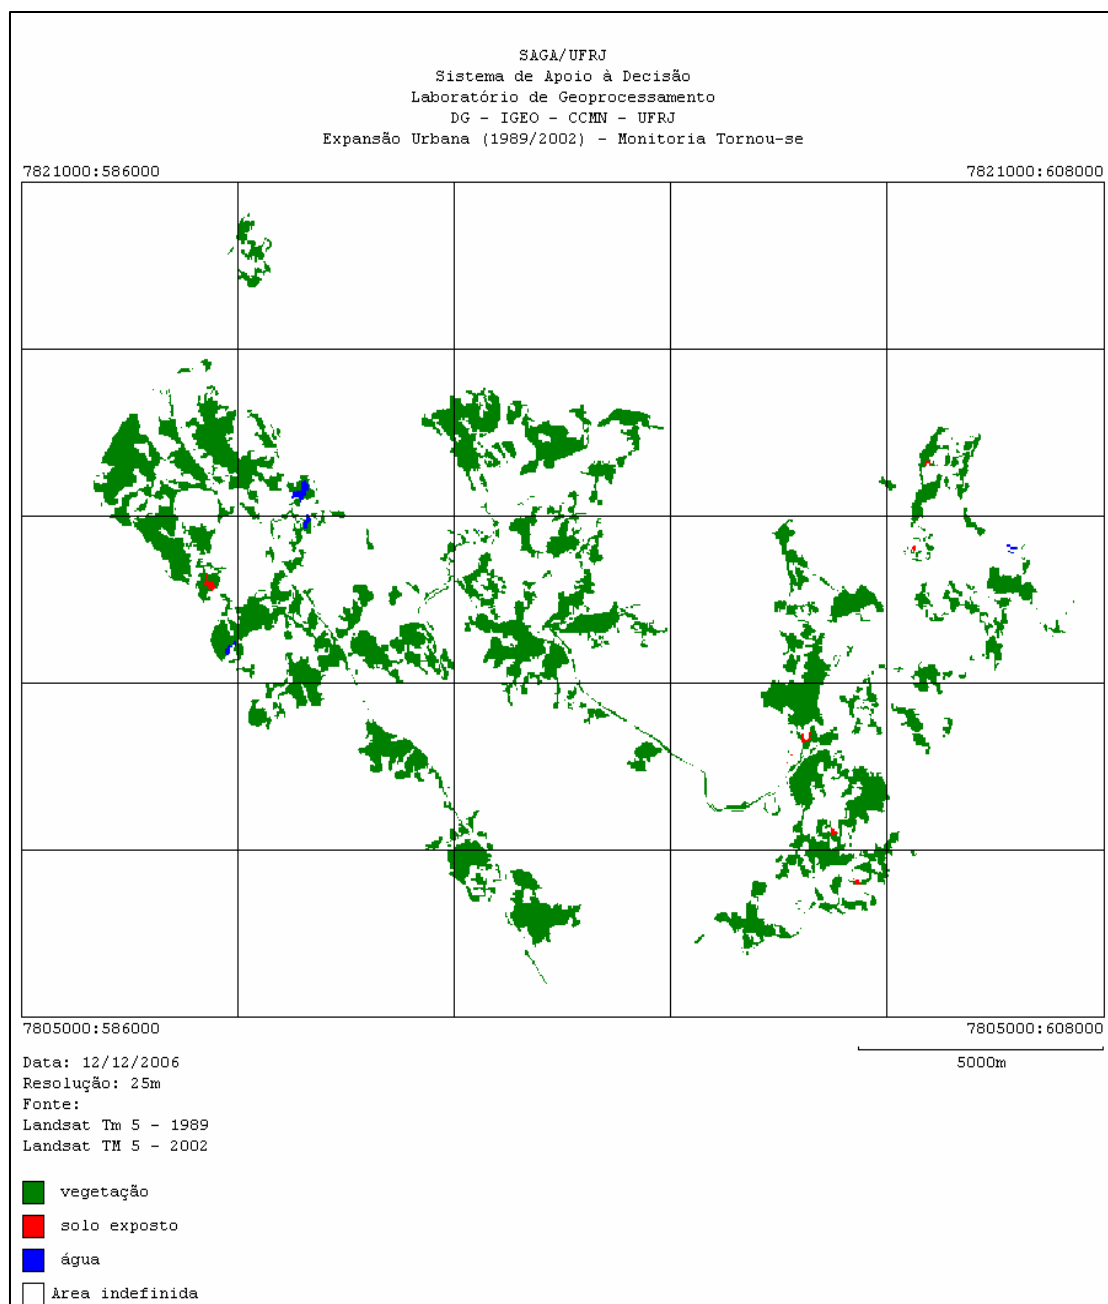 SAGA/UFRJ
Sistema de Apoio à Decisão
Laboratório de Geoprocessamento
DG - IGEO - CCMN - UFRJ
Expansão Urbana (1989/2002) - Monitoria Tornou-se
7821000:586000 7821000:608000
7805000:586000 7805000:608000
Data: 12/12/2006
5000m
Resolução: 25m
Fonte:
Landsat Tm 5 - 1989
Landsat TM 5 - 2002
vegetação
solo exposto
água
Area indefinida